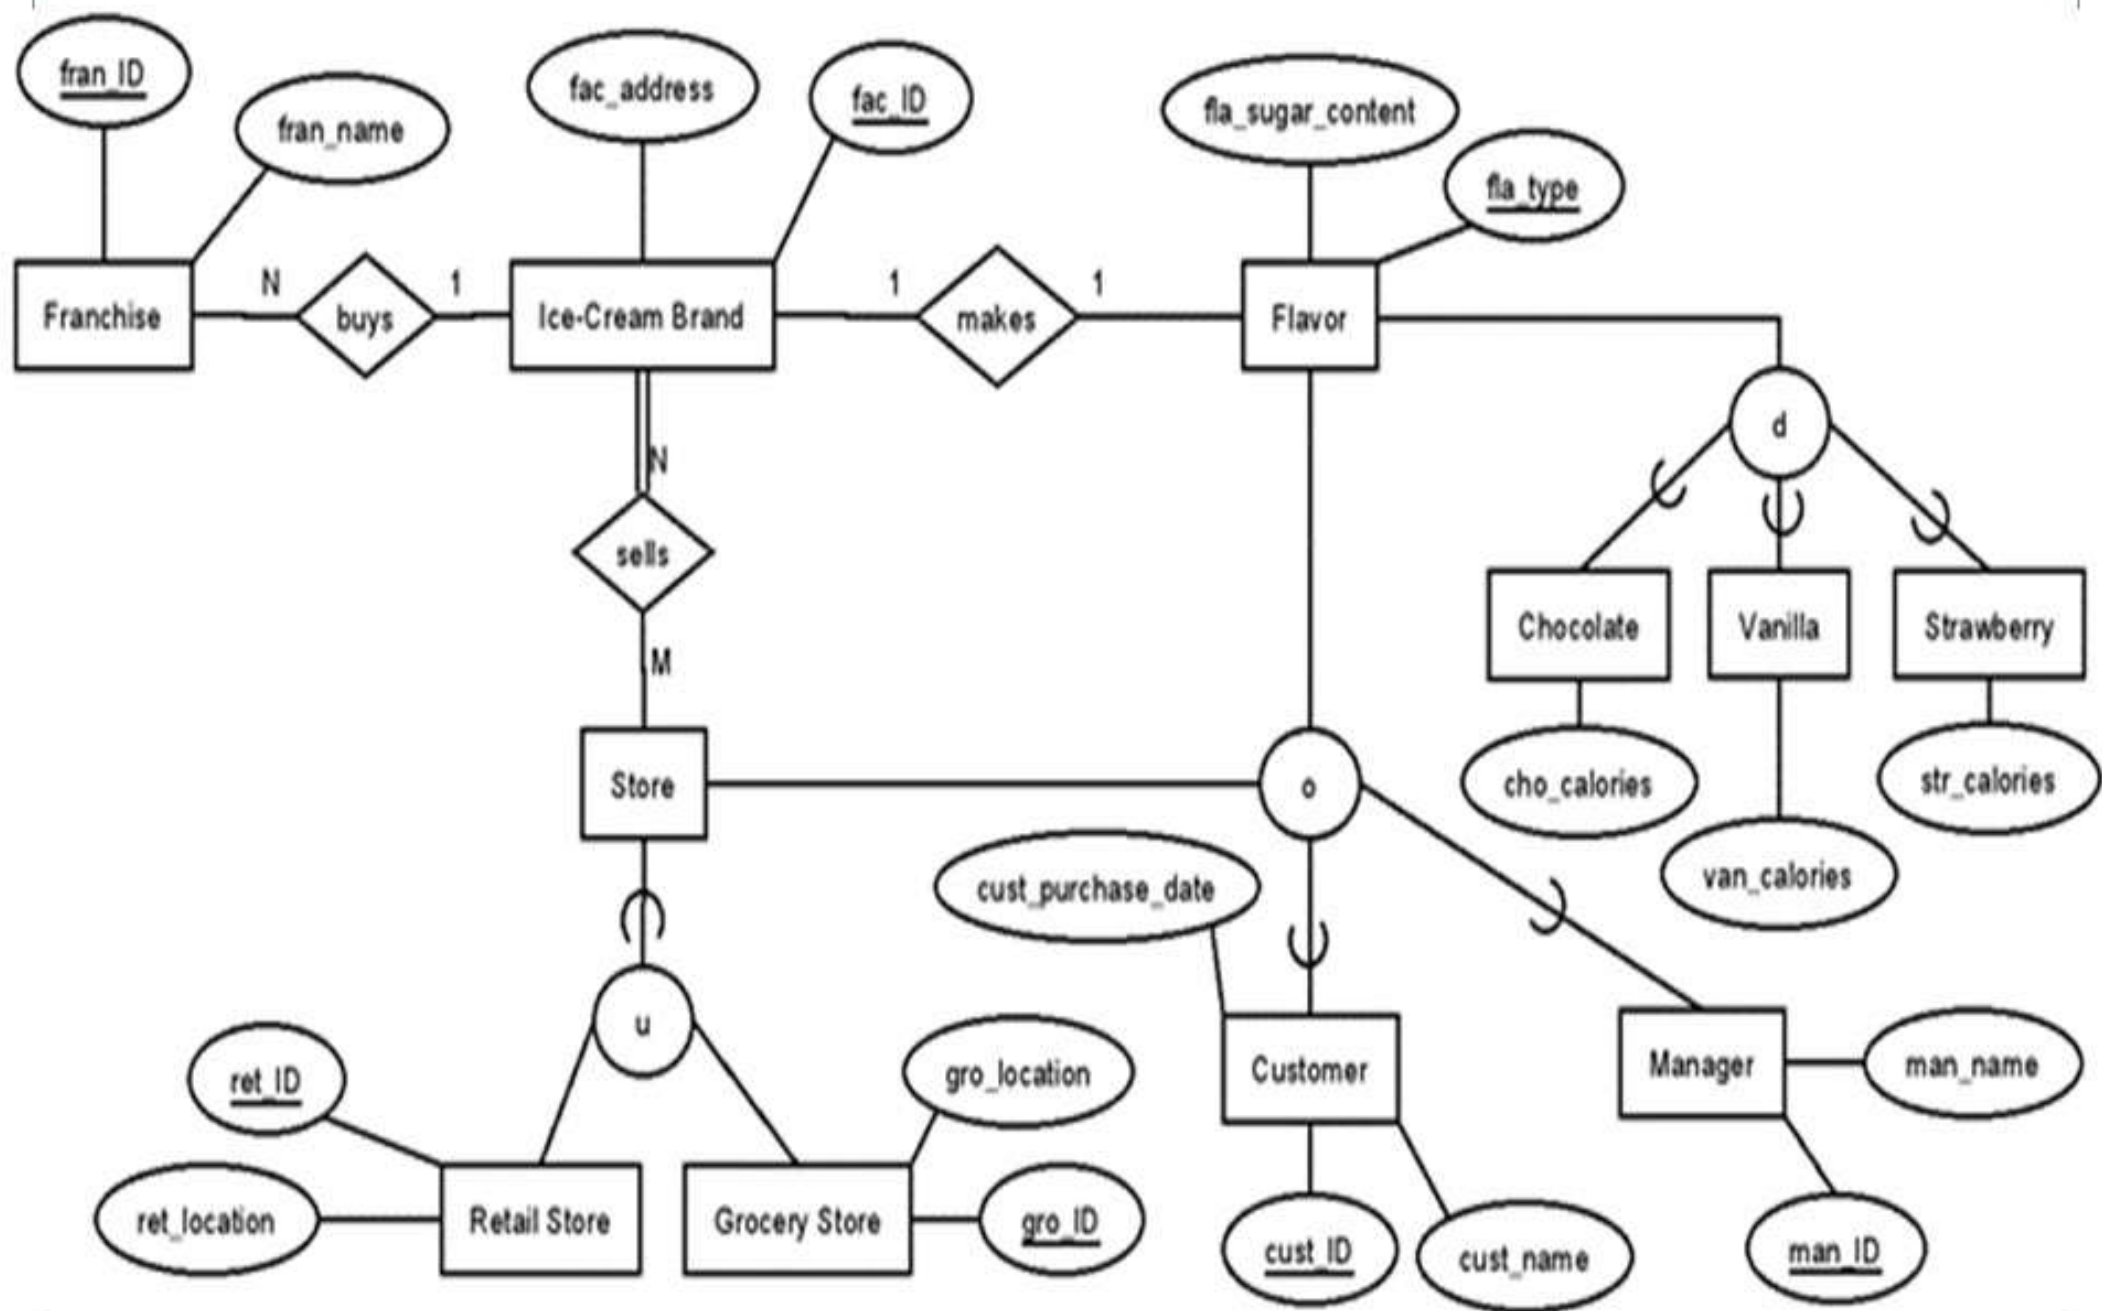 fran_ID
fran_name
fac_address
fac_ID
fla_sugar_content
fla_type
Franchise
N
buys
1
Ice-Cream Brand
1
makes
1
Flavor
d
N
sells
M
Chocolate
Vanilla
Strawberry
Store
o
cho_calories
str_calories
van_calories
cust_purchase_date
u
ret_ID
gro_location
Customer
Manager
man_name
ret_location
Retail Store
Grocery Store
gro_ID
cust_ID
cust_name
man_ID